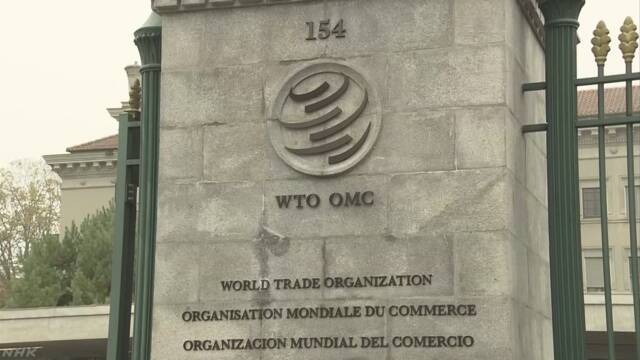 154
WTO OMC
WORLD TRADE ORGANIZATION
ORGANISATION MONDIALE DU COMMERCE
ORGANIZACION MUNDIAL DEL COMERCIO
NHK